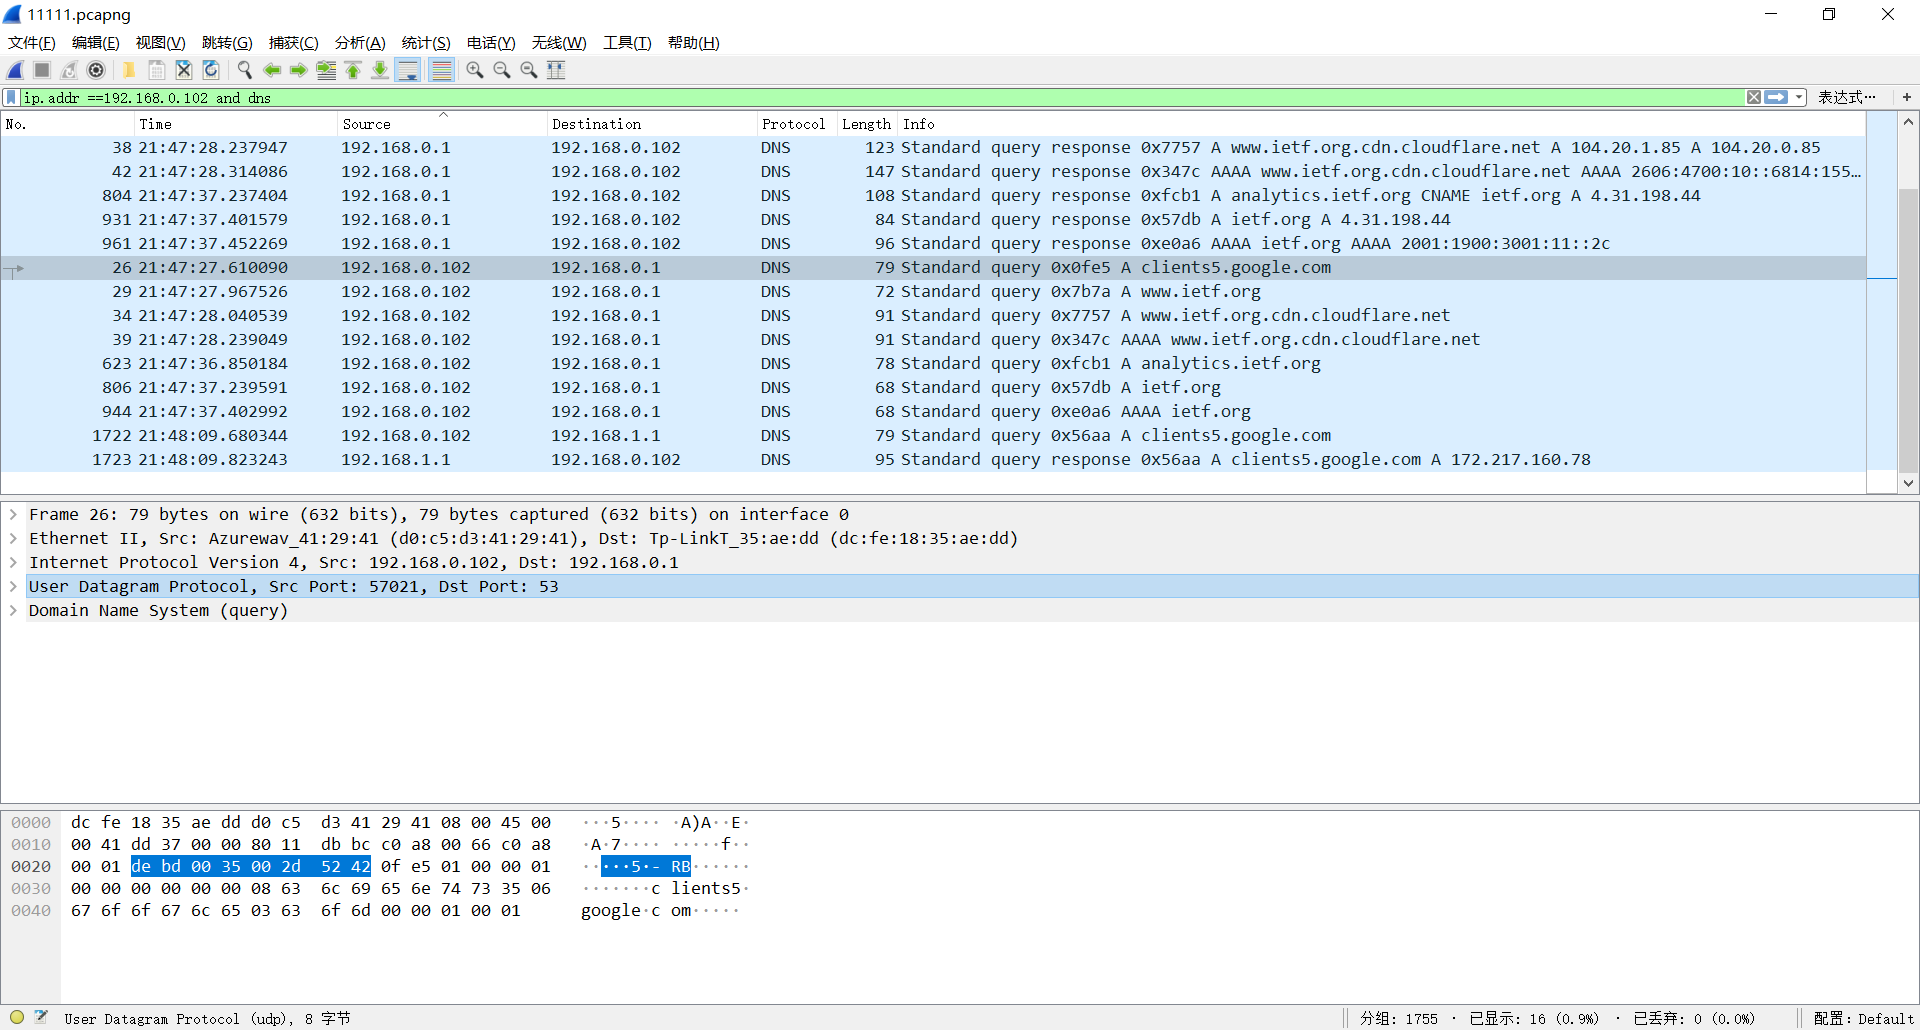 11111.pcapng
文件(F) 编辑(E) 视图(V) 跳转(G) 捕获(C) 分析(A) 统计(S) 电话(Y) 无线(W) 工具(T) 帮助(H)
ip.addr ==192.168.0.102 and dns 表达式… +
No. Time Source Destination Protocol Length Info
38 21:47:28.237947 192.168.0.1 192.168.0.102 DNS 123 Standard query response 0x7757 A www.ietf.org.cdn.cloudflare.net A 104.20.1.85 A 104.20.0.85
42 21:47:28.314086 192.168.0.1 192.168.0.102 DNS 147 Standard query response 0x347c AAAA www.ietf.org.cdn.cloudflare.net AAAA 2606:4700:10::6814:155…
804 21:47:37.237404 192.168.0.1 192.168.0.102 DNS 108 Standard query response 0xfcb1 A analytics.ietf.org CNAME ietf.org A 4.31.198.44
931 21:47:37.401579 192.168.0.1 192.168.0.102 DNS 84 Standard query response 0x57db A ietf.org A 4.31.198.44
961 21:47:37.452269 192.168.0.1 192.168.0.102 DNS 96 Standard query response 0xe0a6 AAAA ietf.org AAAA 2001:1900:3001:11::2c
26 21:47:27.610090 192.168.0.102 192.168.0.1 DNS 79 Standard query 0x0fe5 A clients5.google.com
29 21:47:27.967526 192.168.0.102 192.168.0.1 DNS 72 Standard query 0x7b7a A www.ietf.org
34 21:47:28.040539 192.168.0.102 192.168.0.1 DNS 91 Standard query 0x7757 A www.ietf.org.cdn.cloudflare.net
39 21:47:28.239049 192.168.0.102 192.168.0.1 DNS 91 Standard query 0x347c AAAA www.ietf.org.cdn.cloudflare.net
623 21:47:36.850184 192.168.0.102 192.168.0.1 DNS 78 Standard query 0xfcb1 A analytics.ietf.org
806 21:47:37.239591 192.168.0.102 192.168.0.1 DNS 68 Standard query 0x57db A ietf.org
944 21:47:37.402992 192.168.0.102 192.168.0.1 DNS 68 Standard query 0xe0a6 AAAA ietf.org
1722 21:48:09.680344 192.168.0.102 192.168.1.1 DNS 79 Standard query 0x56aa A clients5.google.com
1723 21:48:09.823243 192.168.1.1 192.168.0.102 DNS 95 Standard query response 0x56aa A clients5.google.com A 172.217.160.78
Frame 26: 79 bytes on wire (632 bits), 79 bytes captured (632 bits) on interface 0
Ethernet II, Src: Azurewav_41:29:41 (d0:c5:d3:41:29:41), Dst: Tp-LinkT_35:ae:dd (dc:fe:18:35:ae:dd)
Internet Protocol Version 4, Src: 192.168.0.102, Dst: 192.168.0.1
User Datagram Protocol, Src Port: 57021, Dst Port: 53
Domain Name System (query)
0000 dc fe 18 35 ae dd d0 c5 d3 41 29 41 08 00 45 00 ···5···· ·A)A··E·
0010 00 41 dd 37 00 00 80 11 db bc c0 a8 00 66 c0 a8 ·A·7···· ·····f··
0020 00 01 de bd 00 35 00 2d 52 42 0f e5 01 00 00 01 ·····5·- RB······
0030 00 00 00 00 00 00 08 63 6c 69 65 6e 74 73 35 06 ·······c lients5·
0040 67 6f 6f 67 6c 65 03 63 6f 6d 00 00 01 00 01 google·c om·····
User Datagram Protocol (udp), 8 字节 分组: 1755 · 已显示: 16 (0.9%) · 已丢弃: 0 (0.0%) 配置: Default